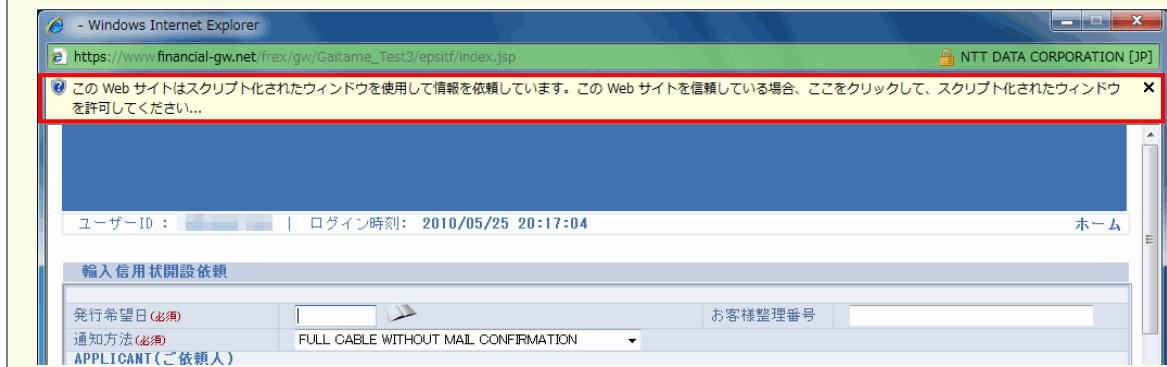 - Windows Internet Explorer
https://www.financial-gw.net/frex/gw/Gaitame_Test3/epsitf/index.jsp NTT DATA CORPORATION [JP]
この Web サイトはスクリプト化されたウィンドウを使用して情報を依頼しています。この Web サイトを信頼している場合、ここをクリックして、スクリプト化されたウィンドウ
を許可してください...
ユーザーID : | ログイン時刻: 2010/05/25 20:17:04 ホーム
輸入信用状開設依頼
発行希望日(必須) お客様整理番号
通知方法(必須) FULL CABLE WITHOUT MAIL CONFIRMATION
APPLICANT(ご依頼人)